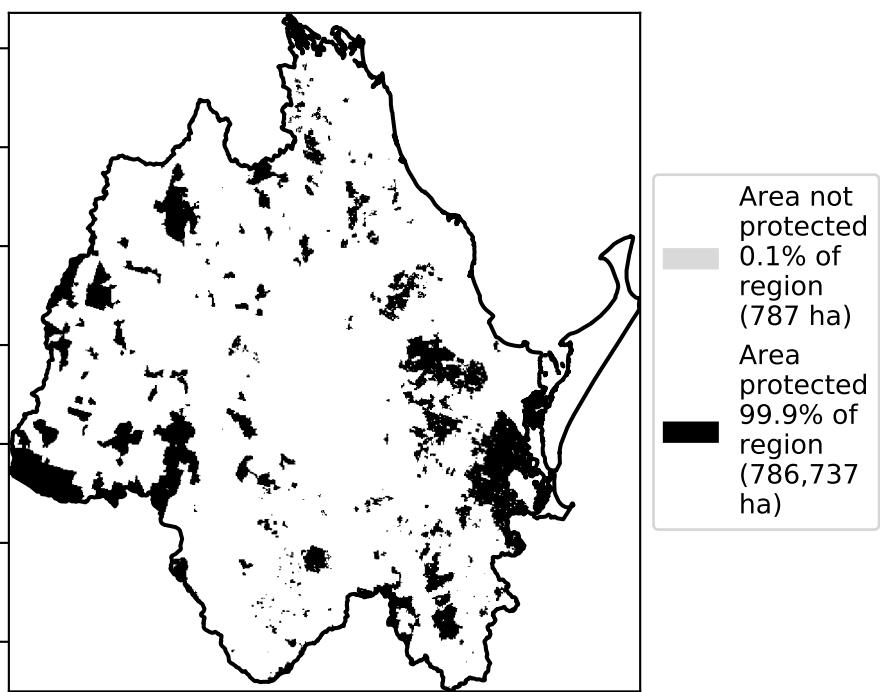 Area not
protected
0.1% of
region
(787 ha)
Area
protected
99.9% of
region
(786,737
ha)